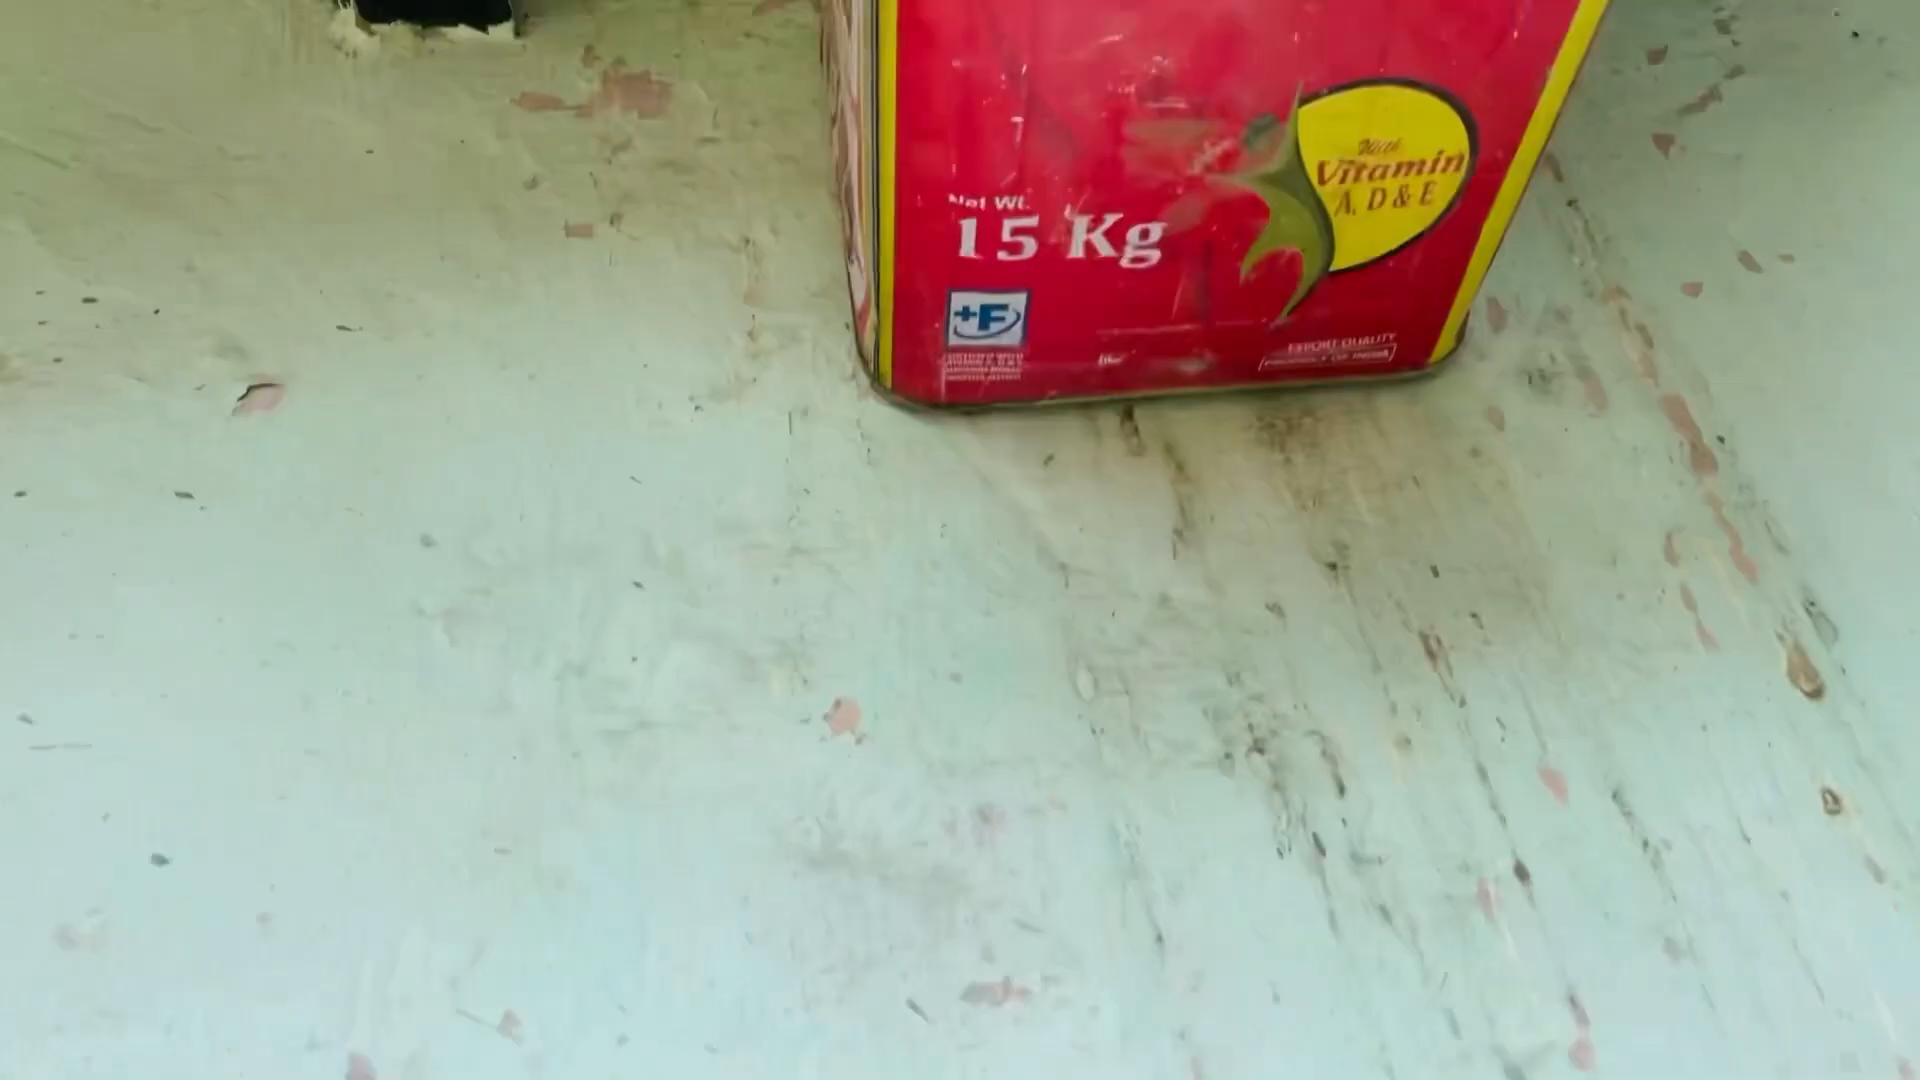 With
Vitamin
A, D & E
Net Wt.
15 Kg
+F
EXPORT QUALITY
PRODUCT OF INDIA